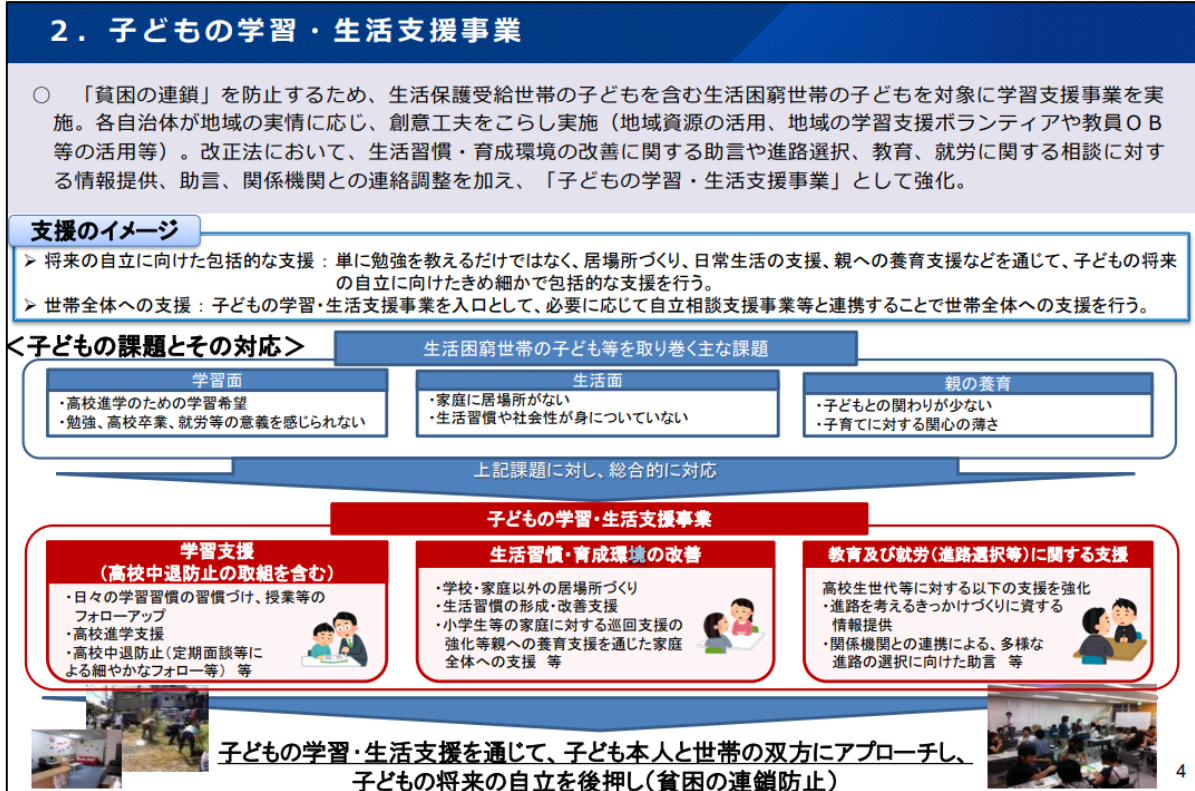 ２．子どもの学習・生活支援事業
○　「貧困の連鎖」を防止するため、生活保護受給世帯の子どもを含む生活困窮世帯の子どもを対象に学習支援事業を実
施。各自治体が地域の実情に応じ、創意工夫をこらし実施（地域資源の活用、地域の学習支援ボランティアや教員ＯＢ
等の活用等）。改正法において、生活習慣・育成環境の改善に関する助言や進路選択、教育、就労に関する相談に対す
る情報提供、助言、関係機関との連絡調整を加え、「子どもの学習・生活支援事業」として強化。
支援のイメージ
➢ 将来の自立に向けた包括的な支援 ： 単に勉強を教えるだけではなく、居場所づくり、日常生活の支援、親への養育支援などを通じて、子どもの将来
の自立に向けたきめ細かで包括的な支援を行う。
➢ 世帯全体への支援 ： 子どもの学習・生活支援事業を入口として、必要に応じて自立相談支援事業等と連携することで世帯全体への支援を行う。
＜子どもの課題とその対応＞
生活困窮世帯の子ども等を取り巻く主な課題
学習面
・高校進学のための学習希望
・勉強、高校卒業、就労等の意義を感じられない
生活面
・家庭に居場所がない
・生活習慣や社会性が身についていない
親の養育
・子どもとの関わりが少ない
・子育てに対する関心の薄さ
上記課題に対し、総合的に対応
子どもの学習・生活支援事業
学習支援
（高校中退防止の取組を含む）
・日々の学習習慣の習慣づけ、授業等の
フォローアップ
・高校進学支援
・高校中退防止（定期面談等に
よる細やかなフォロー等） 等
生活習慣・育成環境の改善
・学校・家庭以外の居場所づくり
・生活習慣の形成・改善支援
・小学生等の家庭に対する巡回支援の
強化等親への養育支援を通じた家庭
全体への支援 等
教育及び就労（進路選択等）に関する支援
高校生世代等に対する以下の支援を強化
・進路を考えるきっかけづくりに資する
情報提供
・関係機関との連携による、多様な
進路の選択に向けた助言 等
子どもの学習・生活支援を通じて、子ども本人と世帯の双方にアプローチし、
子どもの将来の自立を後押し（貧困の連鎖防止）
4